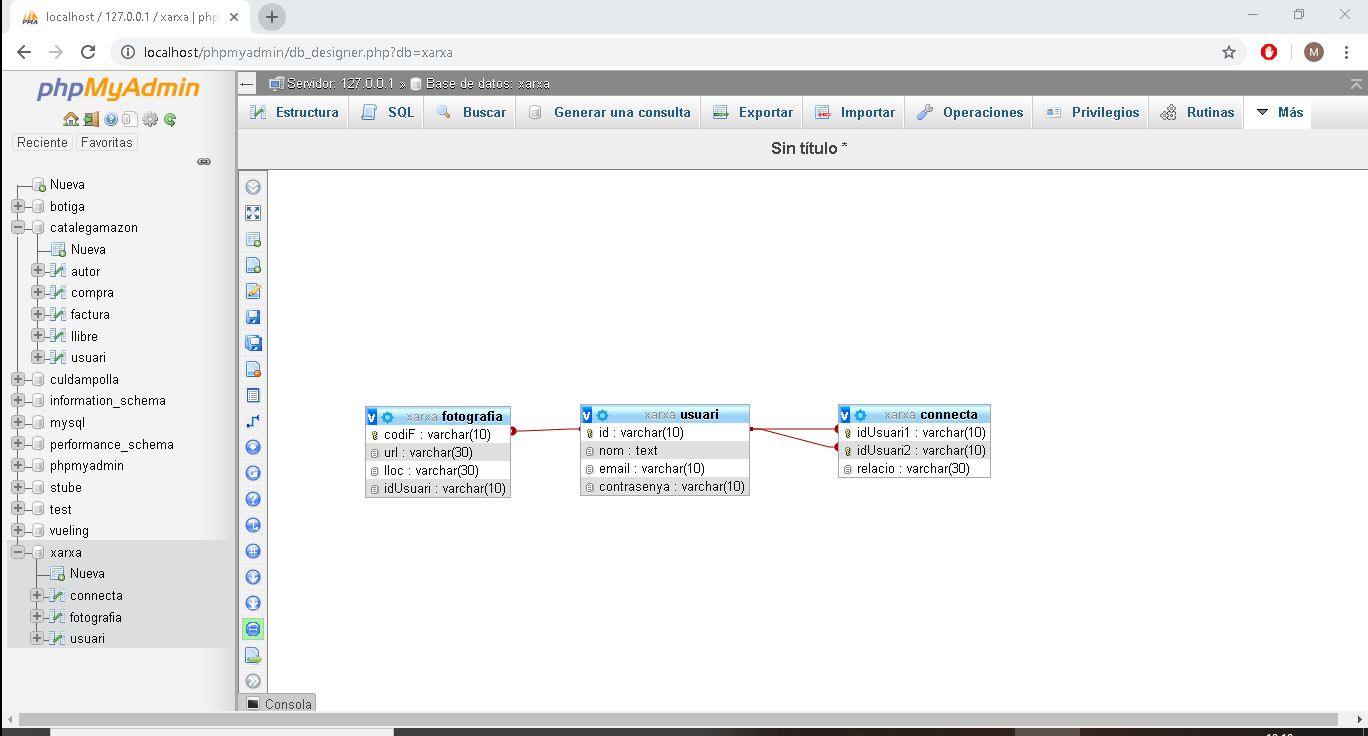 localhost / 127.0.0.1 / xarxa | php
localhost/phpmyadmin/db_designer.php?db=xarxa
M
phpMyAdmin
Reciente Favoritas
Nueva
botiga
catalegamazon
Nueva
autor
compra
factura
llibre
usuari
culdampolla
information_schema
mysql
performance_schema
phpmyadmin
stube
test
vueling
xarxa
Nueva
connecta
fotografia
usuari
Servidor: 127.0.0.1 » Base de datos: xarxa
Estructura SQL Buscar Generar una consulta Exportar Importar Operaciones Privilegios Rutinas Más
Sin título *
v xarxa fotografia
codiF : varchar(10)
url : varchar(30)
lloc : varchar(30)
idUsuari : varchar(10)
v xarxa usuari
id : varchar(10)
nom : text
email : varchar(10)
contrasenya : varchar(10)
v xarxa connecta
idUsuari1 : varchar(10)
idUsuari2 : varchar(10)
relacio : varchar(30)
Consola